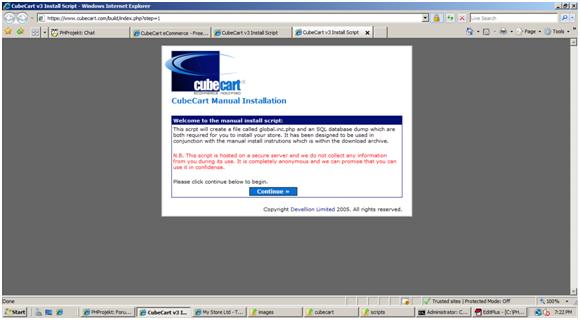 CubeCart v3 Install Script - Windows Internet Explorer
https://www.cubecart.com/build/index.php?step=1
Live Search
PHProjekt: Chat
CubeCart eCommerce - Free...
CubeCart v3 Install Script
CubeCart v3 Install Script
Page
Tools
cubecart
CubeCart Manual Installation
Welcome to the manual install script:
This script will create a file called global.inc.php and an SQL database dump which are
both required for you to install your store. It has been designed to be used in
conjunction with the manual install instrutions which is within the download archive.
N.B. This script is hosted on a secure server and we do not collect any information
from you during its use. It is completely anonymous and we can promise that you can
use it in confidence.
Please click continue below to begin.
Continue »
Copyright Devellion Limited 2005. All rights reserved.
Done
Trusted sites | Protected Mode: Off
100%
Start
PHProjekt: Foru...
CubeCart v3 I...
My Store Ltd - T...
images
cubecart
scripts
Administrator: C...
EditPlus - [C:\PH...
7:22 PM